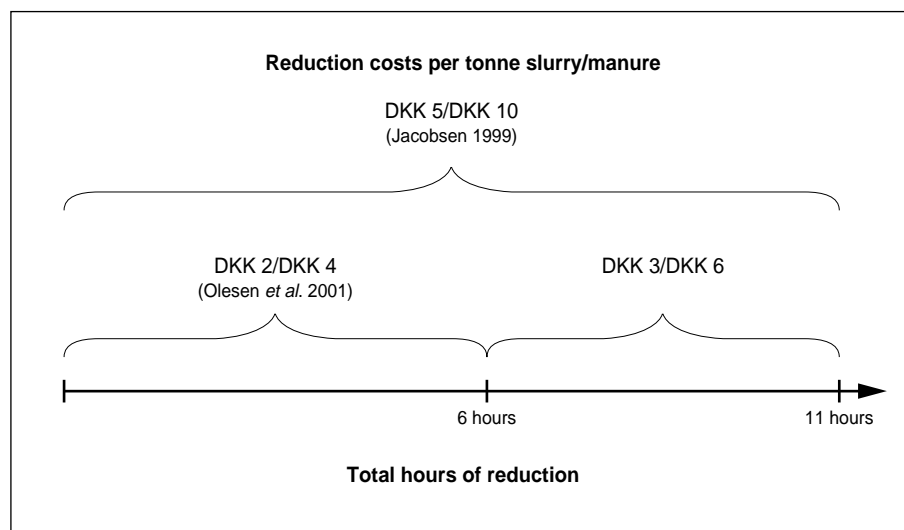 Reduction costs per tonne slurry/manure
DKK 5/DKK 10
(Jacobsen 1999)
DKK 2/DKK 4
(Olesen et al. 2001)
DKK 3/DKK 6
6 hours
11 hours
Total hours of reduction